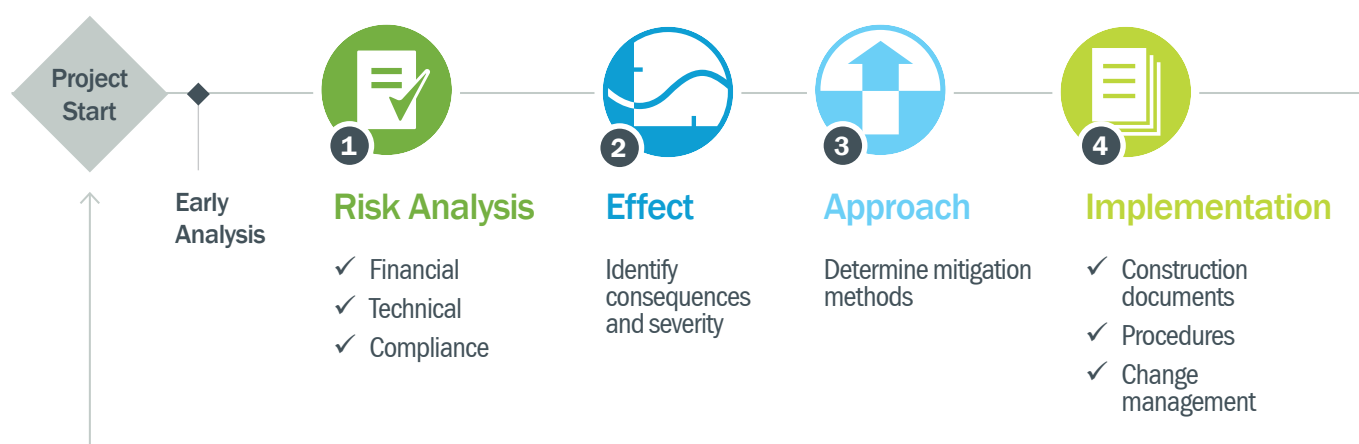 Project
Start
Early
Analysis
1
Risk Analysis
✓ Financial
✓ Technical
✓ Compliance
2
Effect
Identify
consequences
and severity
3
Approach
Determine mitigation
methods
4
Implementation
✓ Construction
documents
✓ Procedures
✓ Change
management